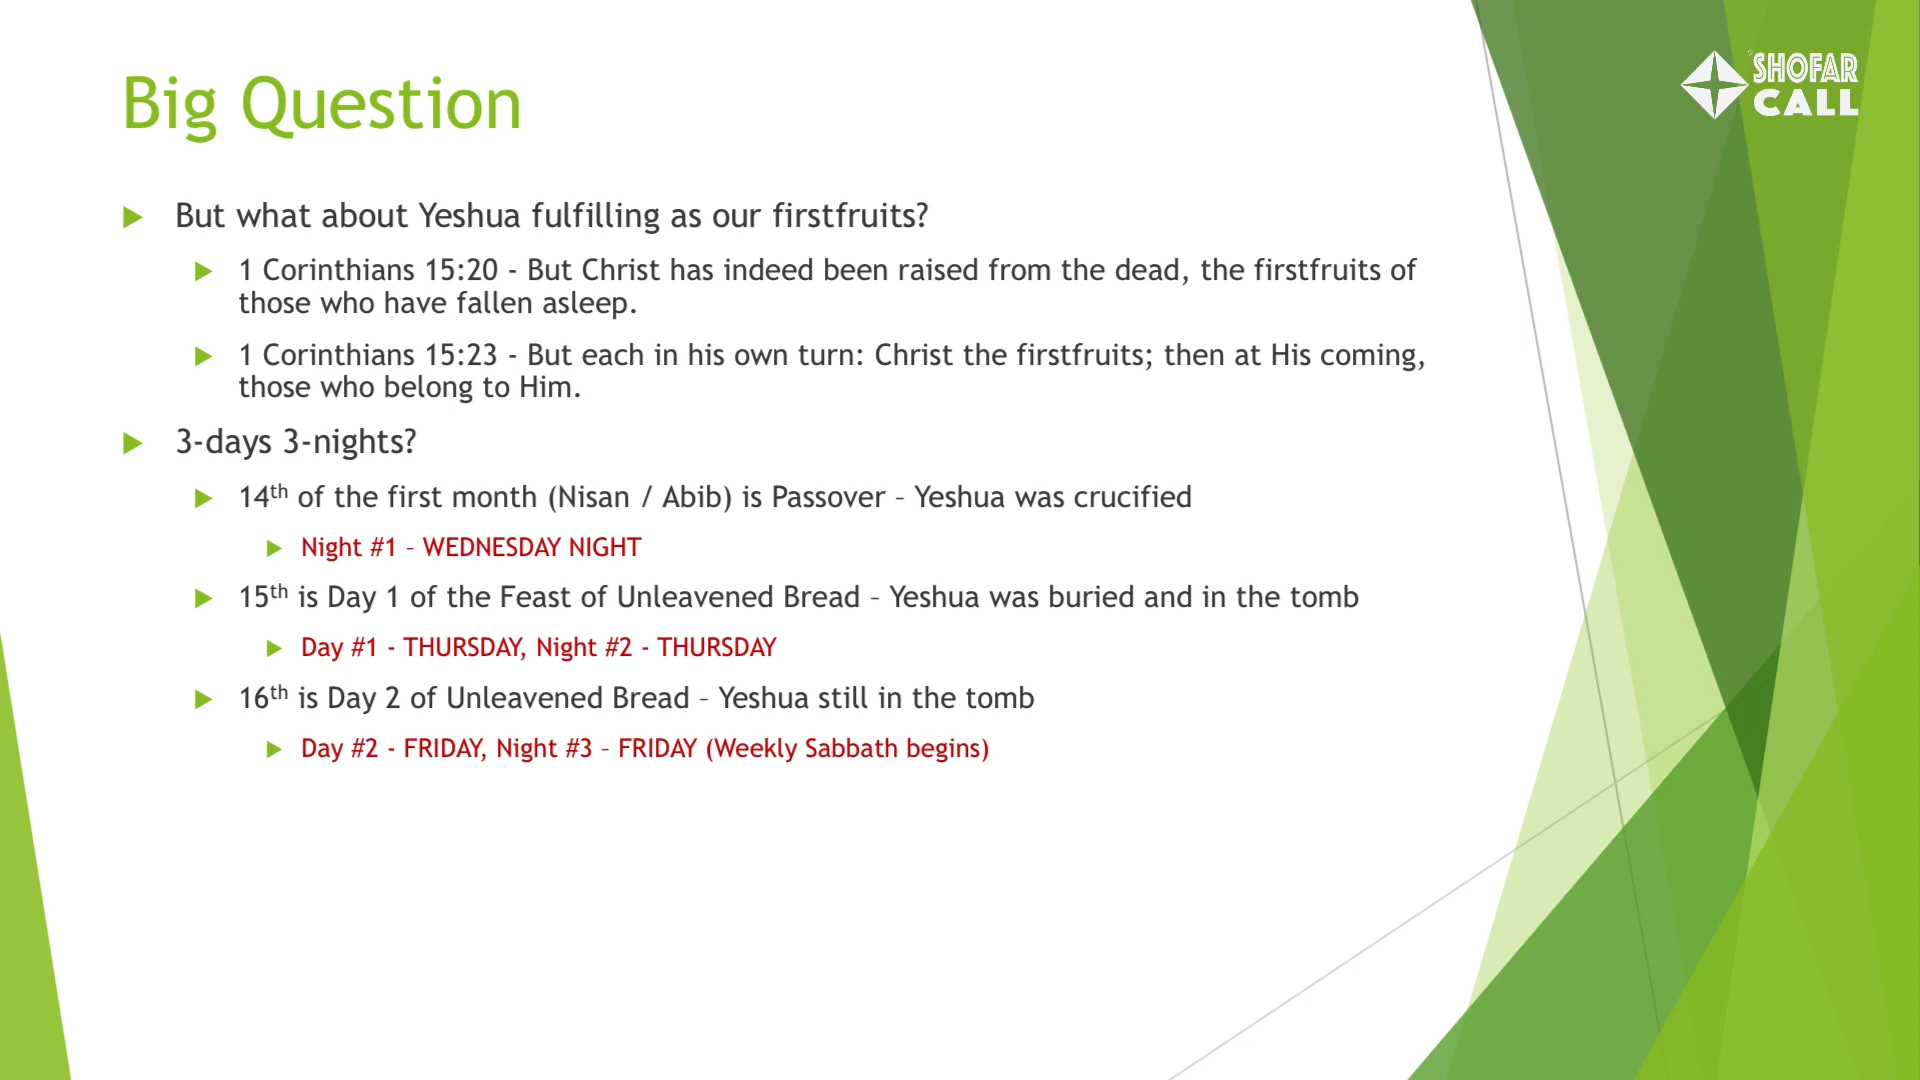 SHOFAR
CALL
Big Question
But what about Yeshua fulfilling as our firstfruits?
1 Corinthians 15:20 - But Christ has indeed been raised from the dead, the firstfruits of
those who have fallen asleep.
1 Corinthians 15:23 - But each in his own turn: Christ the firstfruits; then at His coming,
those who belong to Him.
3-days 3-nights?
14th of the first month (Nisan / Abib) is Passover – Yeshua was crucified
Night #1 – WEDNESDAY NIGHT
15th is Day 1 of the Feast of Unleavened Bread – Yeshua was buried and in the tomb
Day #1 - THURSDAY, Night #2 - THURSDAY
16th is Day 2 of Unleavened Bread – Yeshua still in the tomb
Day #2 - FRIDAY, Night #3 – FRIDAY (Weekly Sabbath begins)